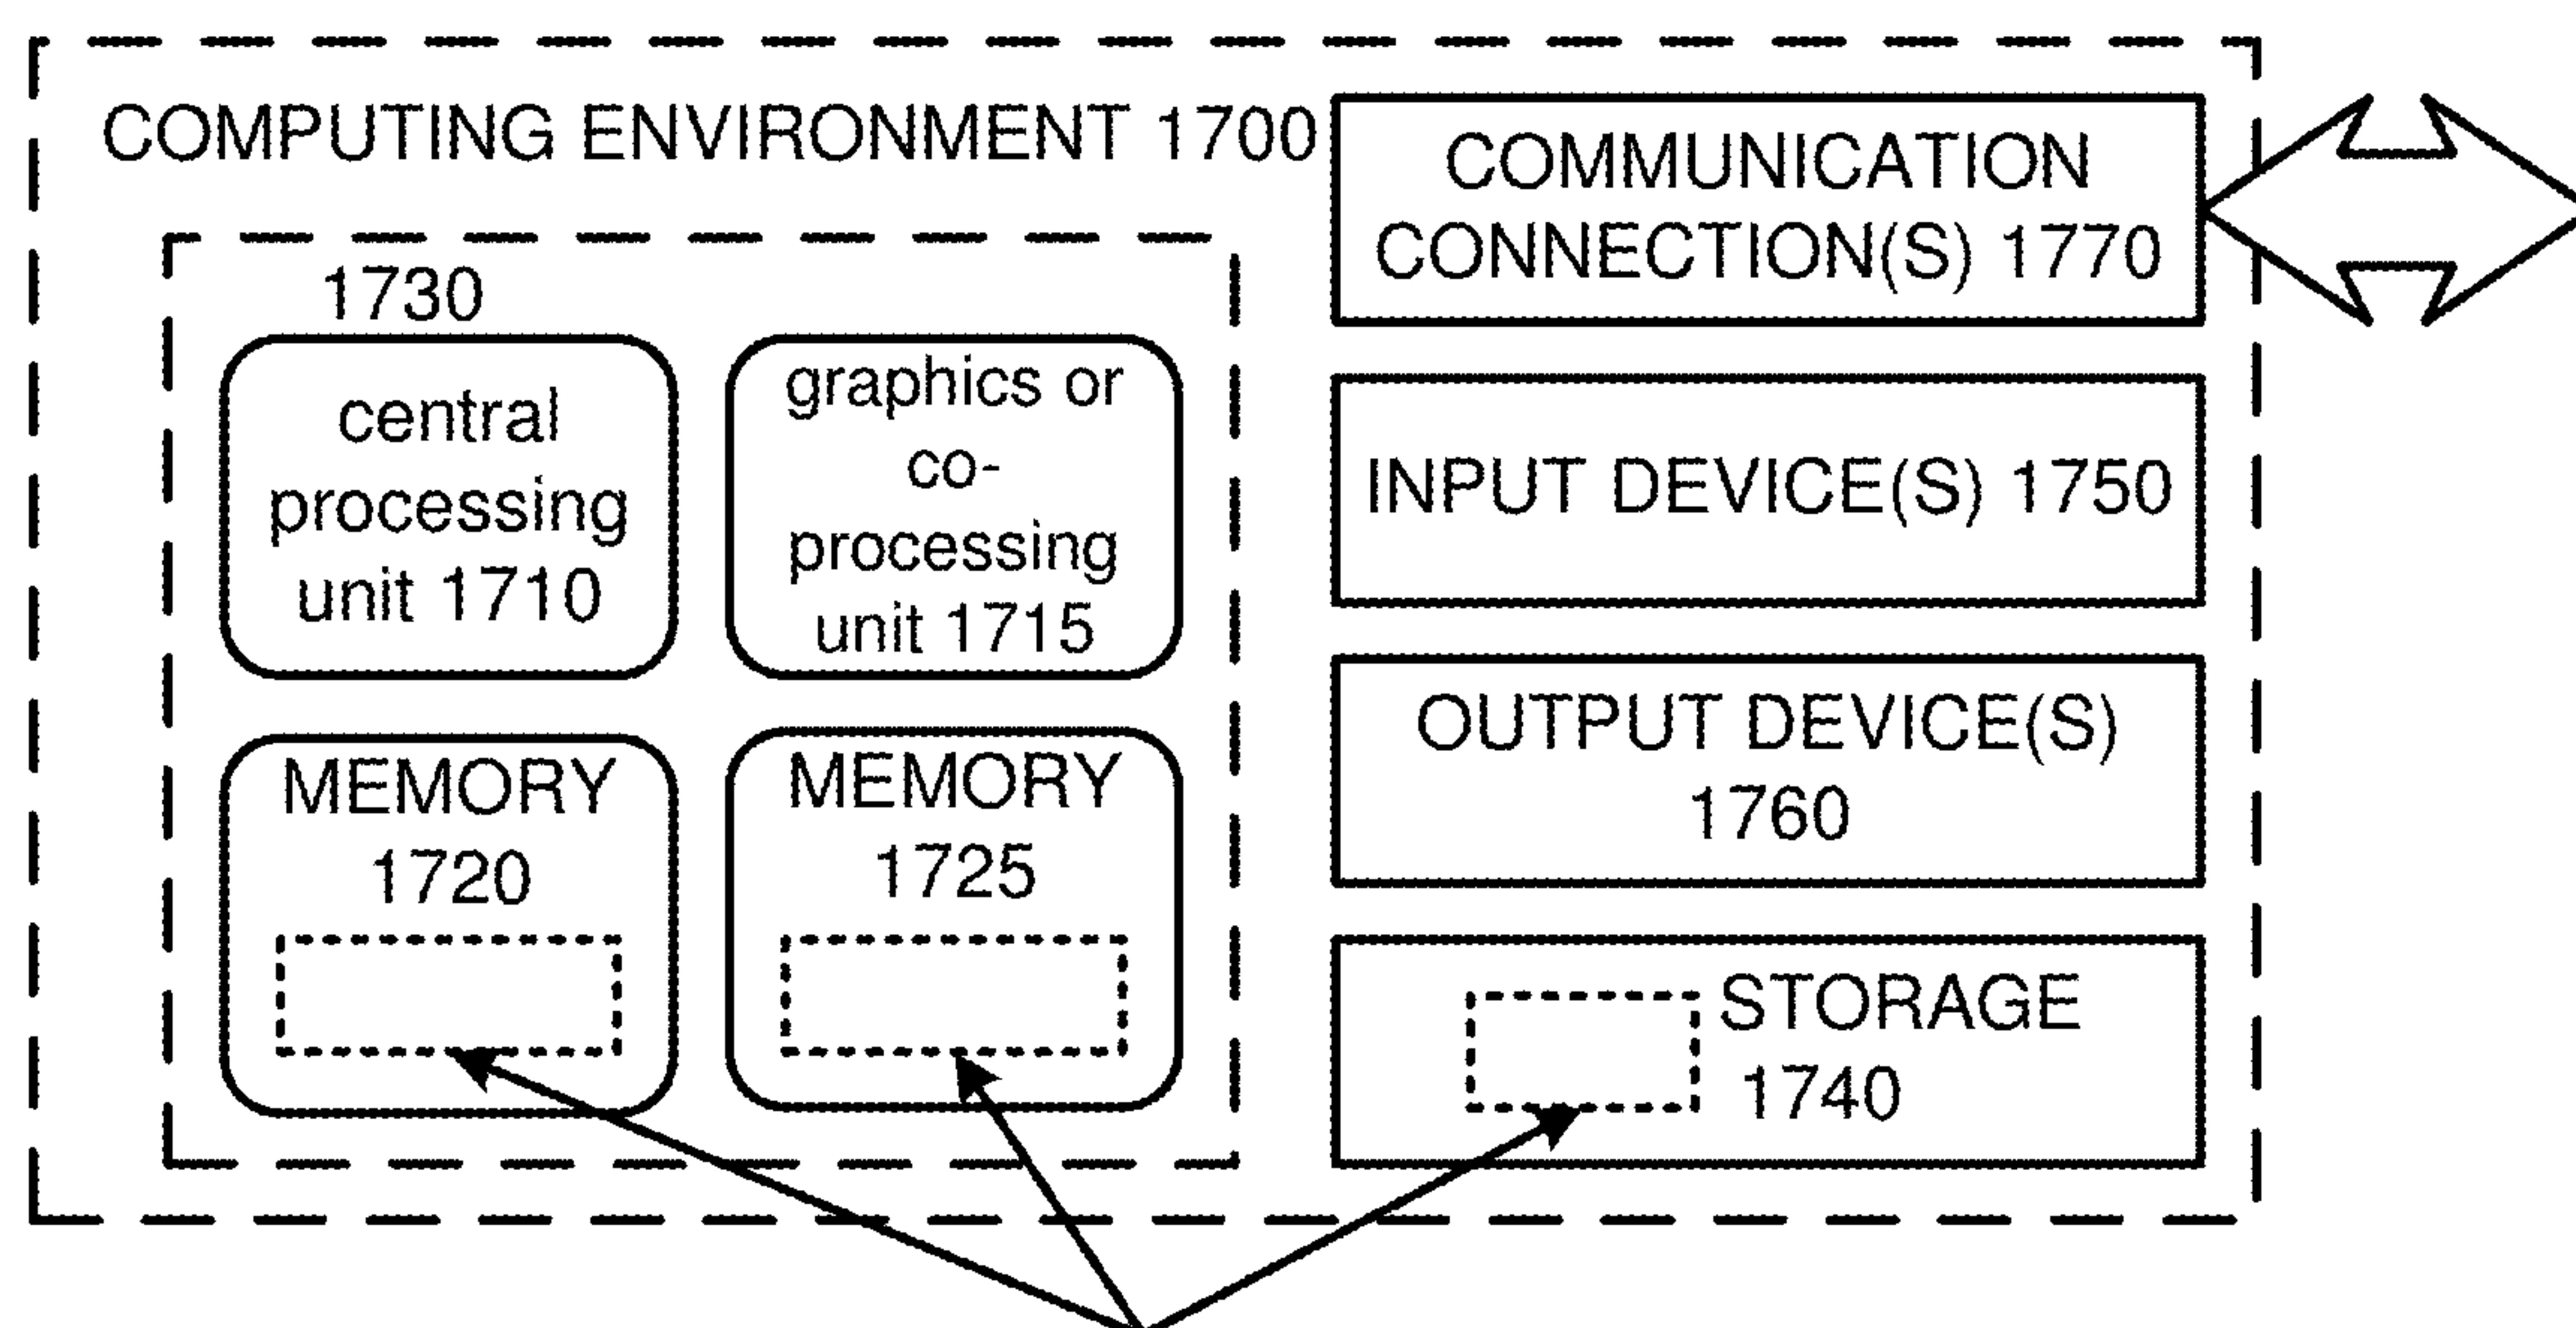 COMPUTING ENVIRONMENT 1700
COMMUNICATION
CONNECTION(S) 1770
1730
central
processing
unit 1710
graphics or
co-
processing
unit 1715
INPUT DEVICE(S) 1750
MEMORY
1720
MEMORY
1725
OUTPUT DEVICE(S)
1760
STORAGE
1740